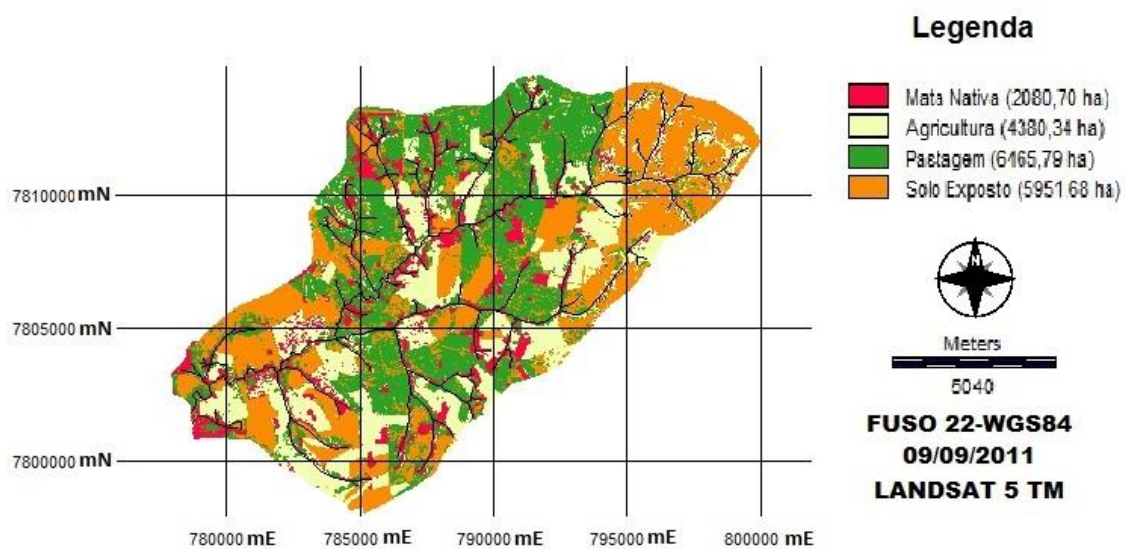 Legenda
Mata Nativa (2080,70 ha)
Agricultura (4380,34 ha)
Pastagem (6165,79 ha)
Solo Exposto (5951 68 ha)
7810000 mN
7805000 mN
7800000 mN
N
Meters
5040
FUSO 22-WGS84
09/09/2011
LANDSAT 5 TM
780000 mE 785000 mE 790000 mE 795000 mE 800000 mE